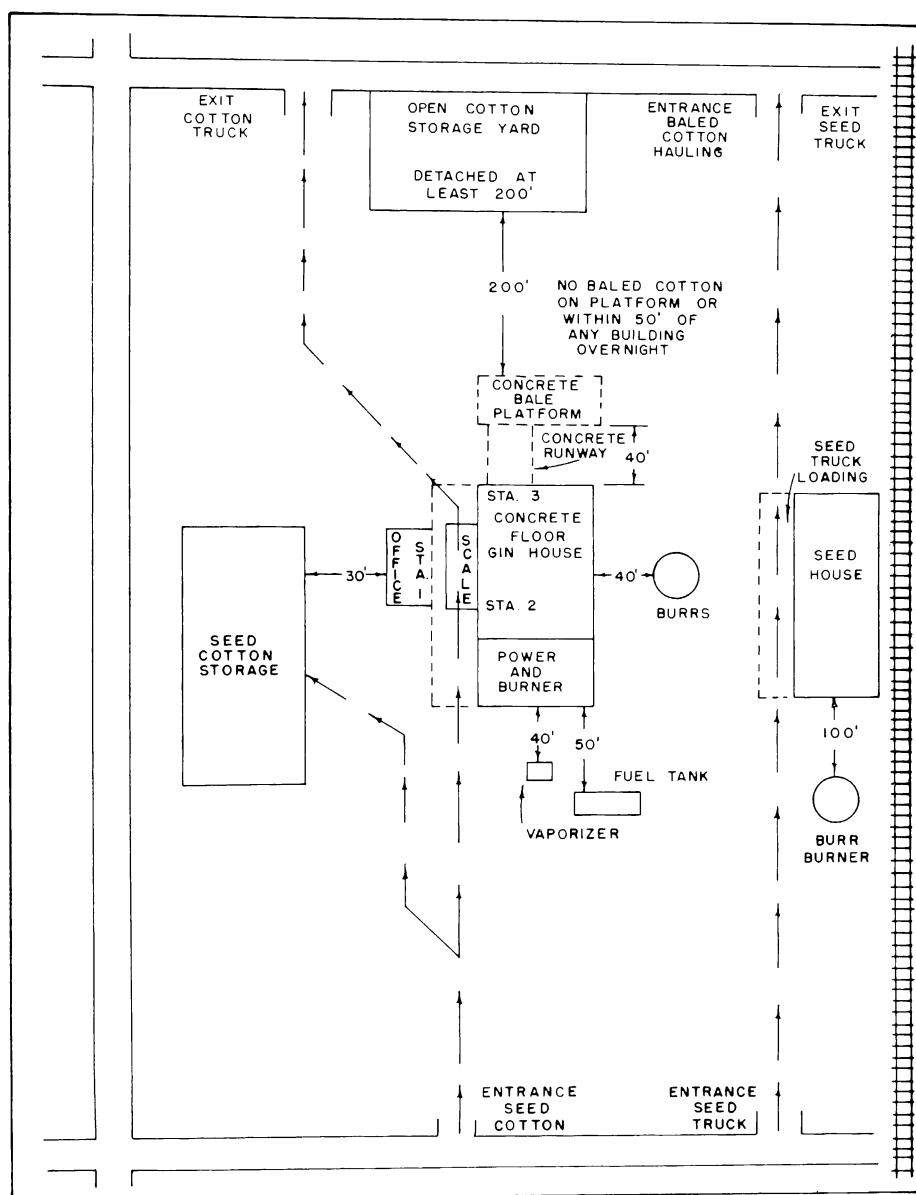 EXIT
COTTON
TRUCK
OPEN COTTON
STORAGE YARD
DETACHED AT
LEAST 200'
ENTRANCE
BALED
COTTON
HAULING
EXIT
SEED
TRUCK
200'
NO BALED COTTON
ON PLATFORM OR
WITHIN 50' OF
ANY BUILDING
OVERNIGHT
CONCRETE
BALE
PLATFORM
CONCRETE
RUNWAY
40'
SEED
TRUCK
LOADING
STA. 3
CONCRETE
FLOOR
GIN HOUSE
STA. 2
OFFICE
STA. 1
SCALE
30'
40'
BURRS
SEED
HOUSE
SEED
COTTON
STORAGE
POWER
AND
BURNER
40'
50'
FUEL TANK
VAPORIZER
100'
BURR
BURNER
ENTRANCE
SEED
COTTON
ENTRANCE
SEED
TRUCK